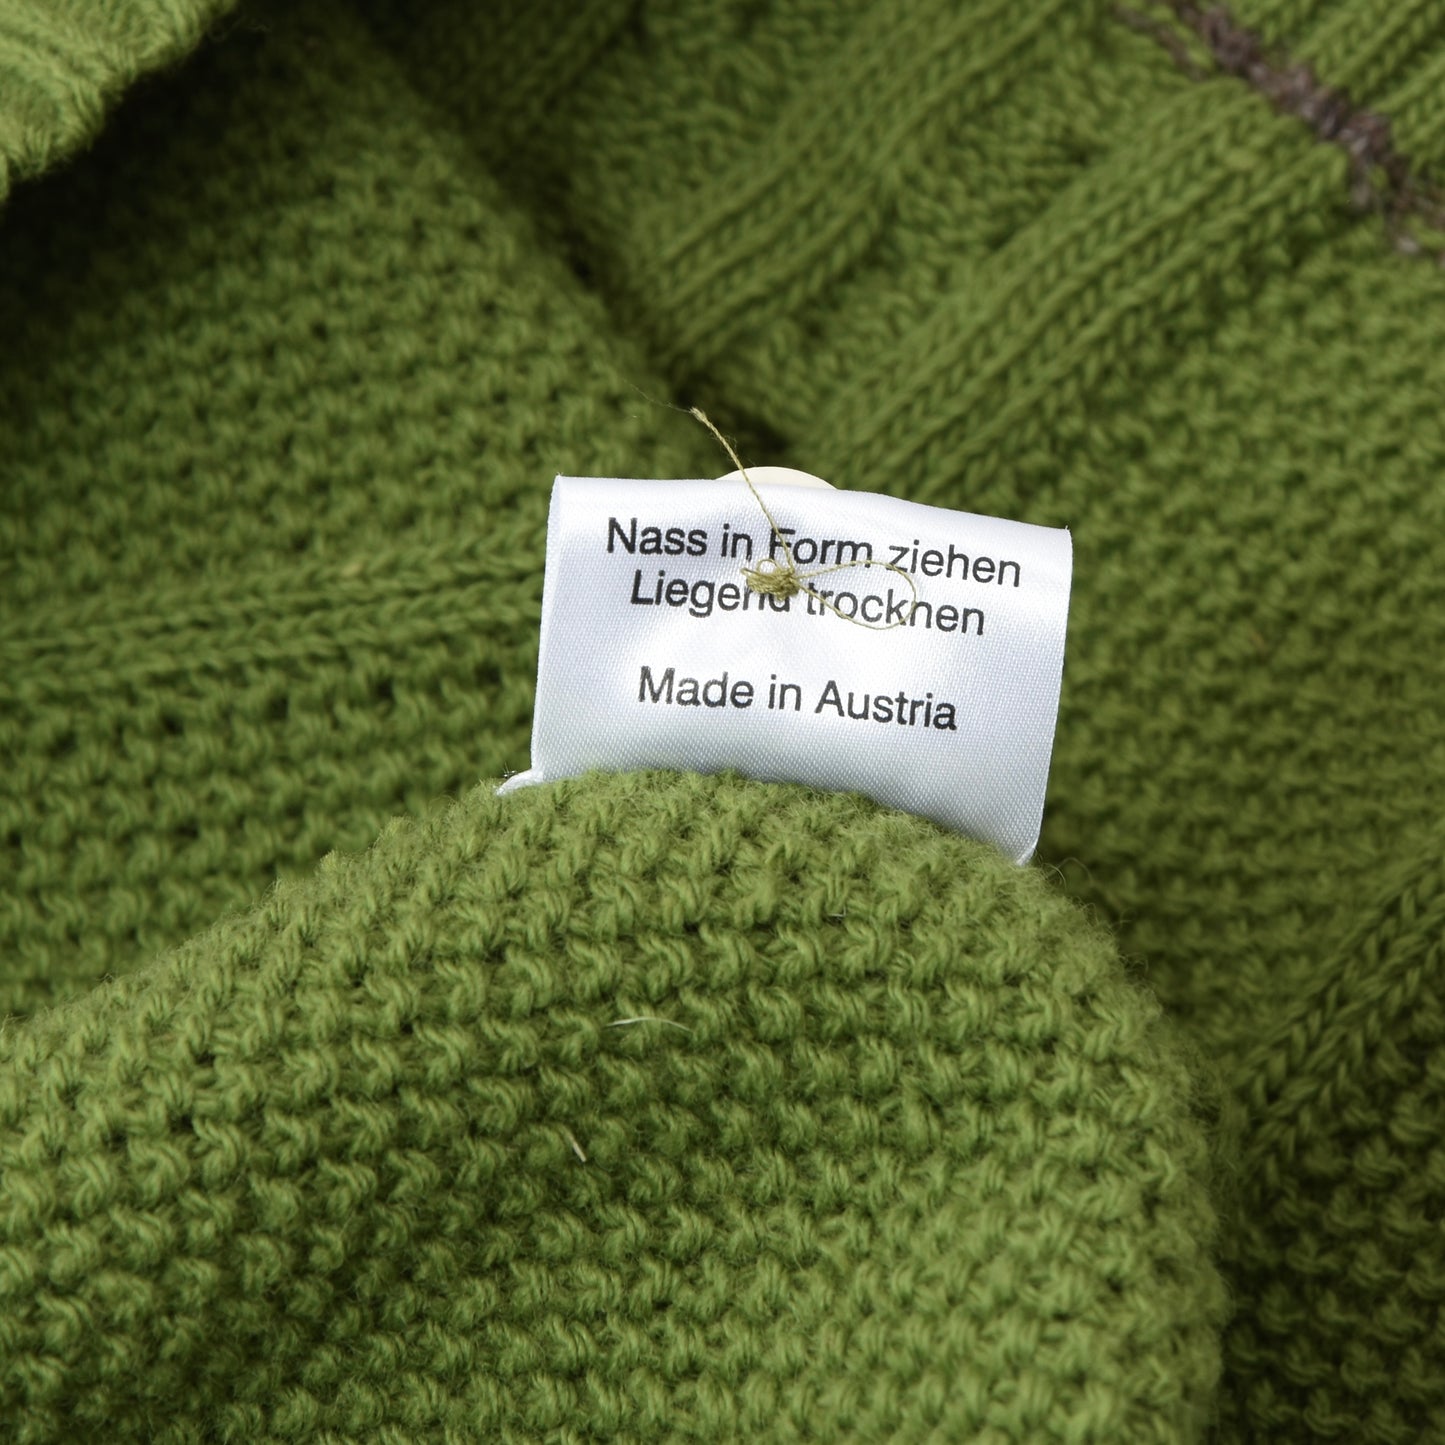 Nass in Form ziehen
Liegend trocknen
Made in Austria